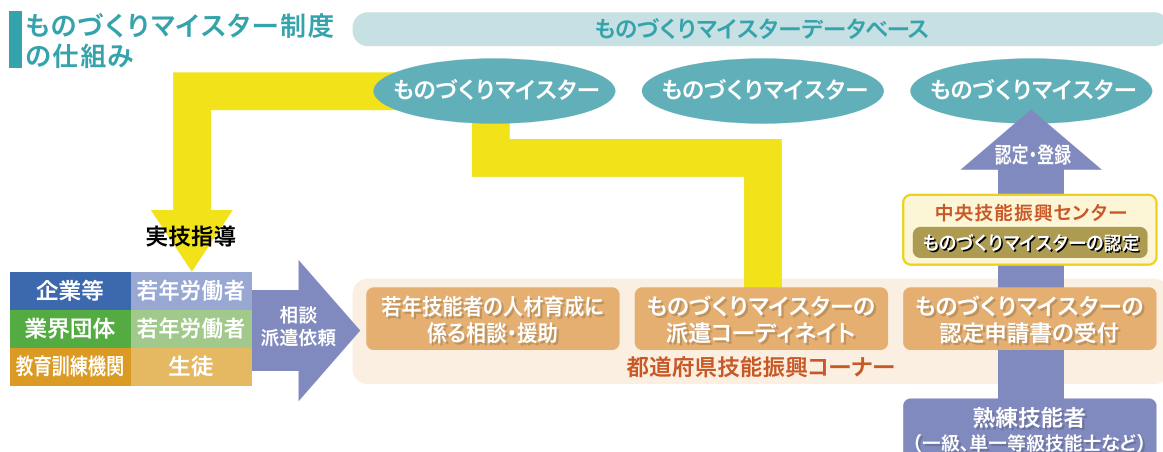 ものづくりマイスター制度
の仕組み
ものづくりマイスターデータベース
ものづくりマイスター
ものづくりマイスター
ものづくりマイスター
認定・登録
中央技能振興センター
ものづくりマイスターの認定
実技指導
企業等
若年労働者
業界団体
若年労働者
教育訓練機関
生徒
相談
派遣依頼
若年技能者の人材育成に
係る相談・援助
ものづくりマイスターの
派遣コーディネイト
ものづくりマイスターの
認定申請書の受付
都道府県技能振興コーナー
熟練技能者
（一級、単一等級技能士など）